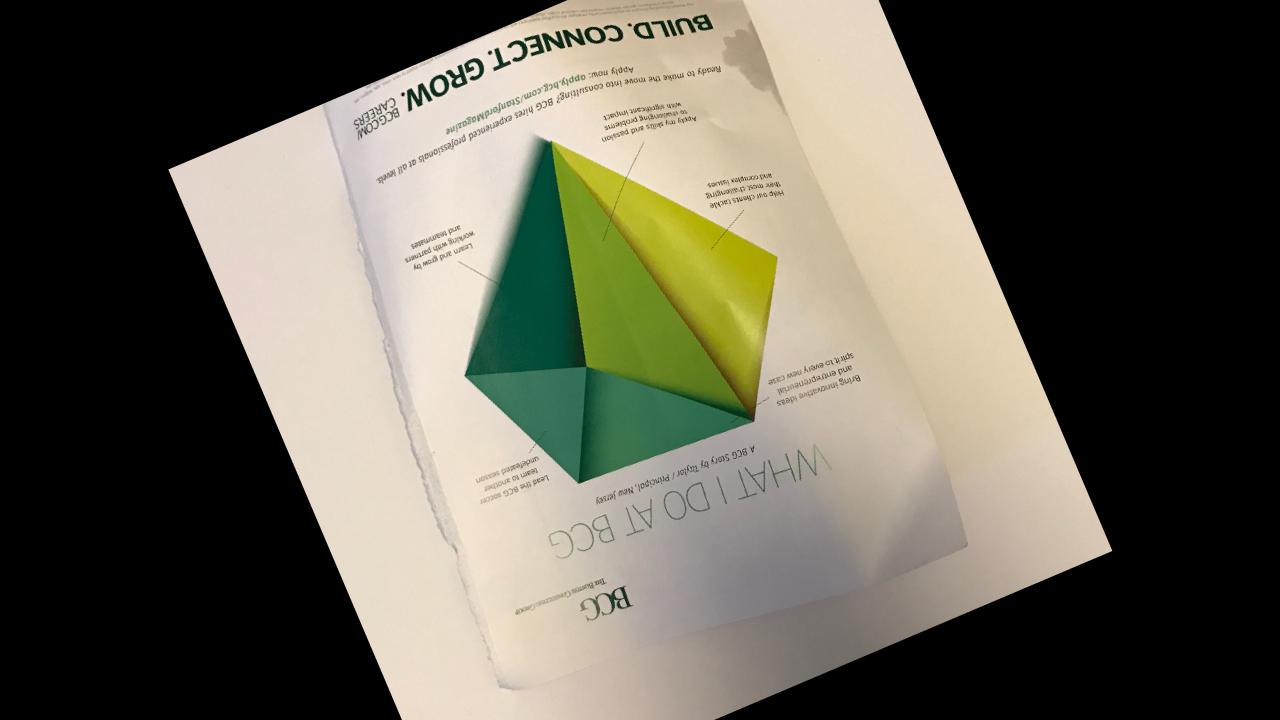 BCG
THE BOSTON CONSULTING GROUP
WHAT I DO AT BCG
A BCG Story by Taylor / Principal, New Jersey
Bring innovative ideas
and entrepreneurial
spirit to every new case
Lead the BCG soccer
team to another
undefeated season
Help our clients tackle
their most challenging
and complex issues
Learn and grow by
working with partners
and teammates
Apply my skills and passion
to challenging problems
with significant impact
Ready to make the move into consulting? BCG hires experienced professional at all levels.
Apply now: apply.bcg.com/StanfordMagazine
BUILD. CONNECT. GROW.
BCG.COM/
CAREERS